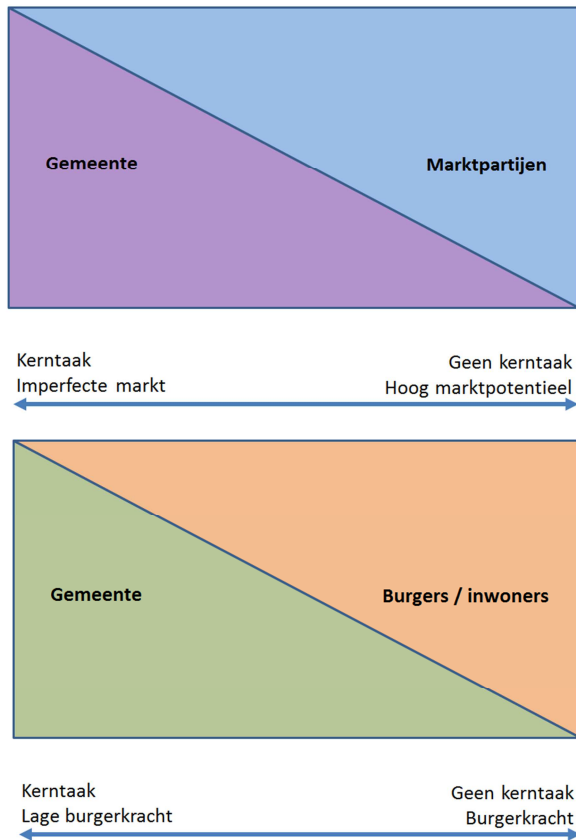 Gemeente
Marktpartijen
Kerntaak
Geen kerntaak
Imperfecte markt
Hoog marktpotentieel
Gemeente
Burgers / inwoners
Kerntaak
Geen kerntaak
Lage burgerkracht
Burgerkracht